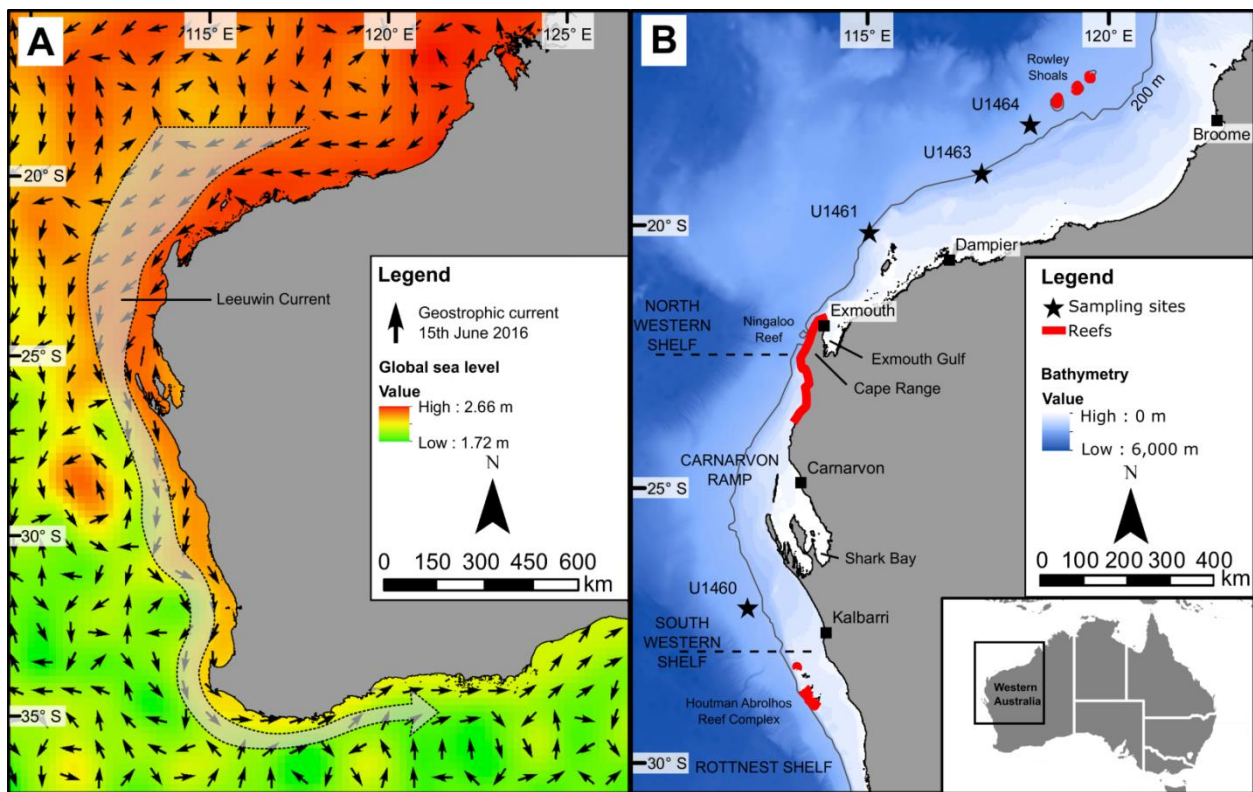 A
115° E
120° E
125° E
20° S
25° S
30° S
35° S
Leeuwin Current
Legend
Geostrophic current
15th June 2016
Global sea level
Value
High : 2.66 m
Low : 1.72 m
N
0 150 300 450 600
km
B
115° E
120° E
Rowley
Shoals
U1464
200 m
Broome
U1463
20° S
U1461
Dampier
NORTH
WESTERN
SHELF
Ningaloo
Reef
Exmouth
Exmouth Gulf
Cape Range
CARNARVON
RAMP
Carnarvon
25° S
Shark Bay
U1460
Kalbarri
SOUTH
WESTERN
SHELF
Houtman Abrolhos
Reef Complex
30° S
ROTTNEST SHELF
Legend
Sampling sites
Reefs
Bathymetry
Value
High : 0 m
Low : 6,000 m
N
0 100 200 300 400
km
Western
Australia